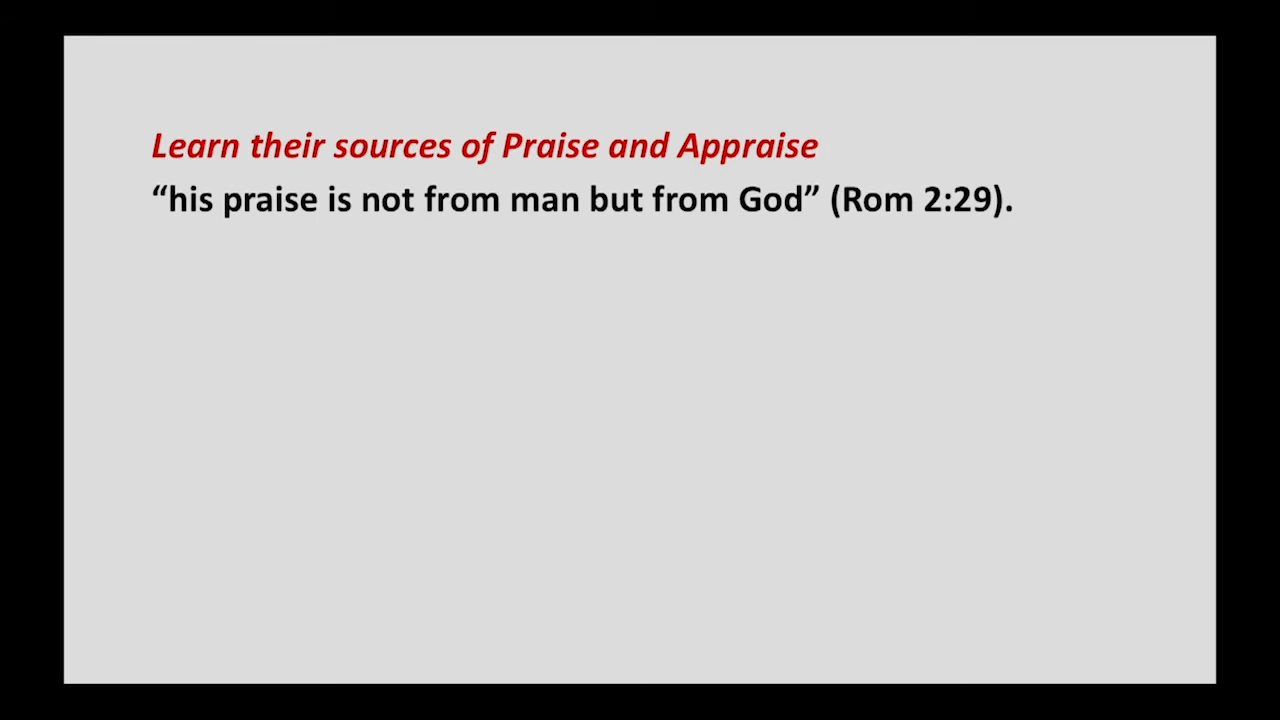 Learn their sources of Praise and Appraise
“his praise is not from man but from God” (Rom 2:29).